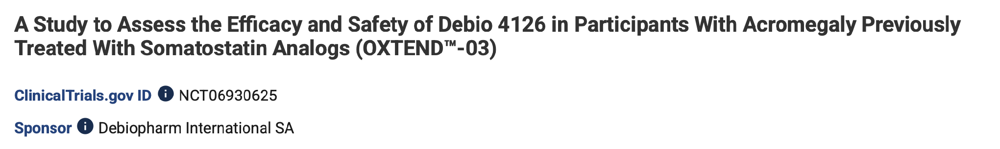 A Study to Assess the Efficacy and Safety of Debio 4126 in Participants With Acromegaly Previously
Treated With Somatostatin Analogs (OXTEND™-03)
ClinicalTrials.gov ID i NCT06930625
Sponsor i Debiopharm International SA